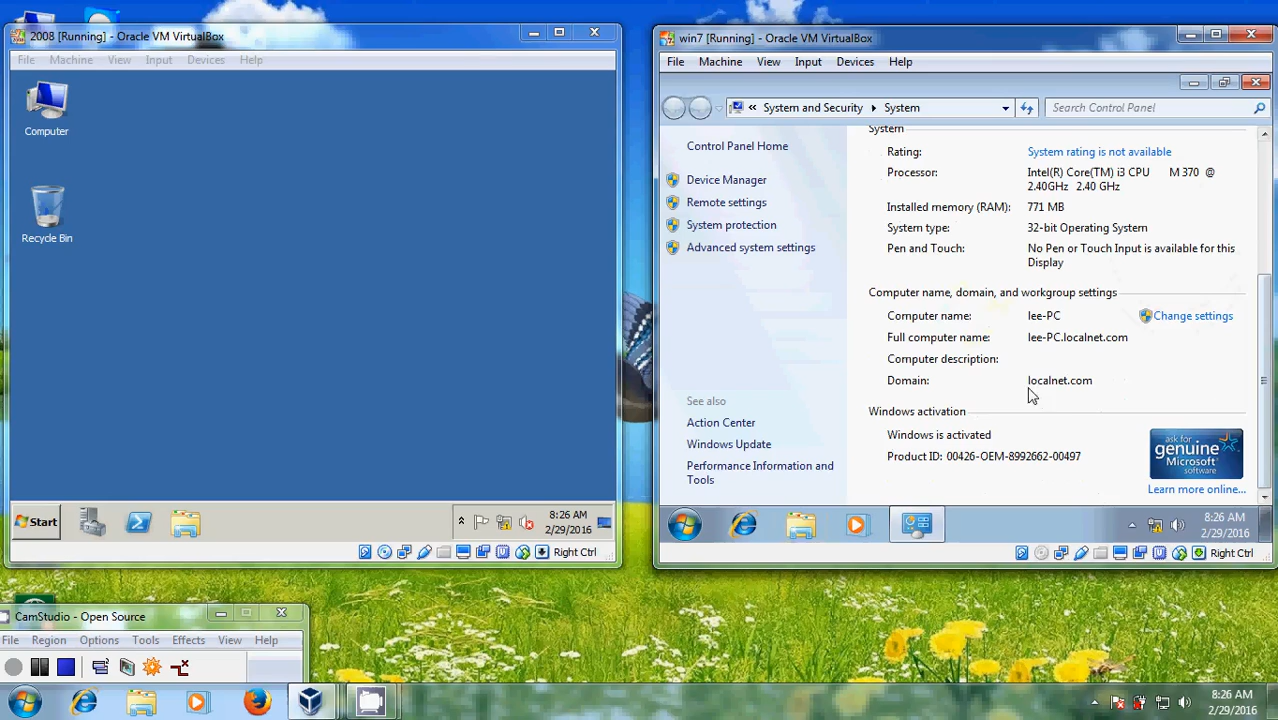 2008 [Running] - Oracle VM VirtualBox
File Machine View Input Devices Help
Computer
Recycle Bin
Start
8:26 AM
2/29/2016
Right Ctrl
win7 [Running] - Oracle VM VirtualBox
File Machine View Input Devices Help
« System and Security System
Search Control Panel
Control Panel Home
Device Manager
Remote settings
System protection
Advanced system settings
See also
Action Center
Windows Update
Performance Information and
Tools
System
Rating: System rating is not available
Processor: Intel(R) Core(TM) i3 CPU M 370 @
2.40GHz 2.40 GHz
Installed memory (RAM): 771 MB
System type: 32-bit Operating System
Pen and Touch: No Pen or Touch Input is available for this
Display
Computer name, domain, and workgroup settings
Computer name: lee-PC Change settings
Full computer name: lee-PC.localnet.com
Computer description:
Domain: localnet.com
Windows activation
Windows is activated
Product ID: 00426-OEM-8992662-00497
ask for
genuine
Microsoft
software
Learn more online...
8:26 AM
2/29/2016
Right Ctrl
CamStudio - Open Source
File Region Options Tools Effects View Help
8:26 AM
2/29/2016